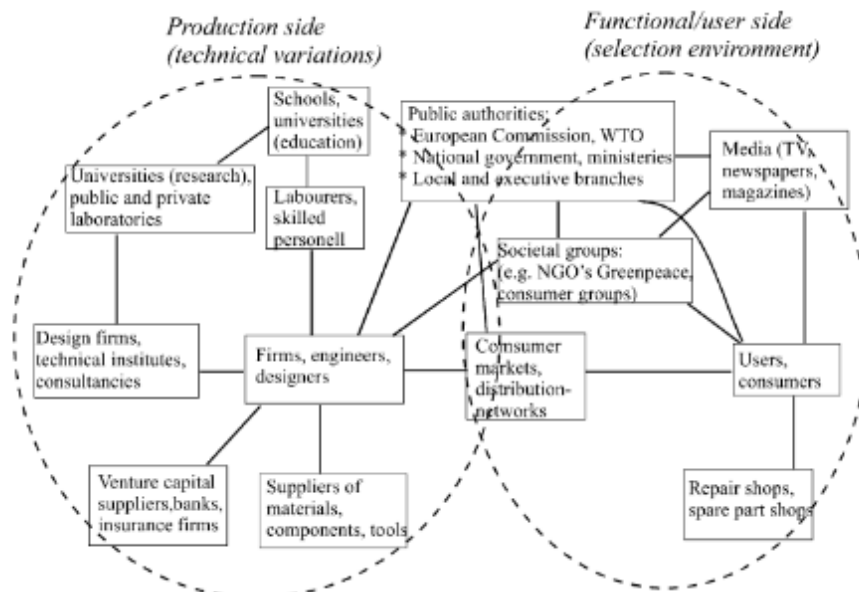 Production side
(technical variations)
Functional/user side
(selection environment)
Schools,
universities
(education)
Public authorities:
* European Commission, WTO
* National government, ministeries
* Local and executive branches
Media (TV,
newspapers,
magazines)
Universities (research),
public and private
laboratories
Labourers,
skilled
personell
Societal groups:
(e.g. NGO's Greenpeace,
consumer groups)
Design firms,
technical institutes,
consultancies
Firms, engineers,
designers
Comsumer
markets,
distribution-
networks
Users,
consumers
Venture capital
suppliers,banks,
insurance firms
Suppliers of
materials,
components, tools
Repair shops,
spare part shops